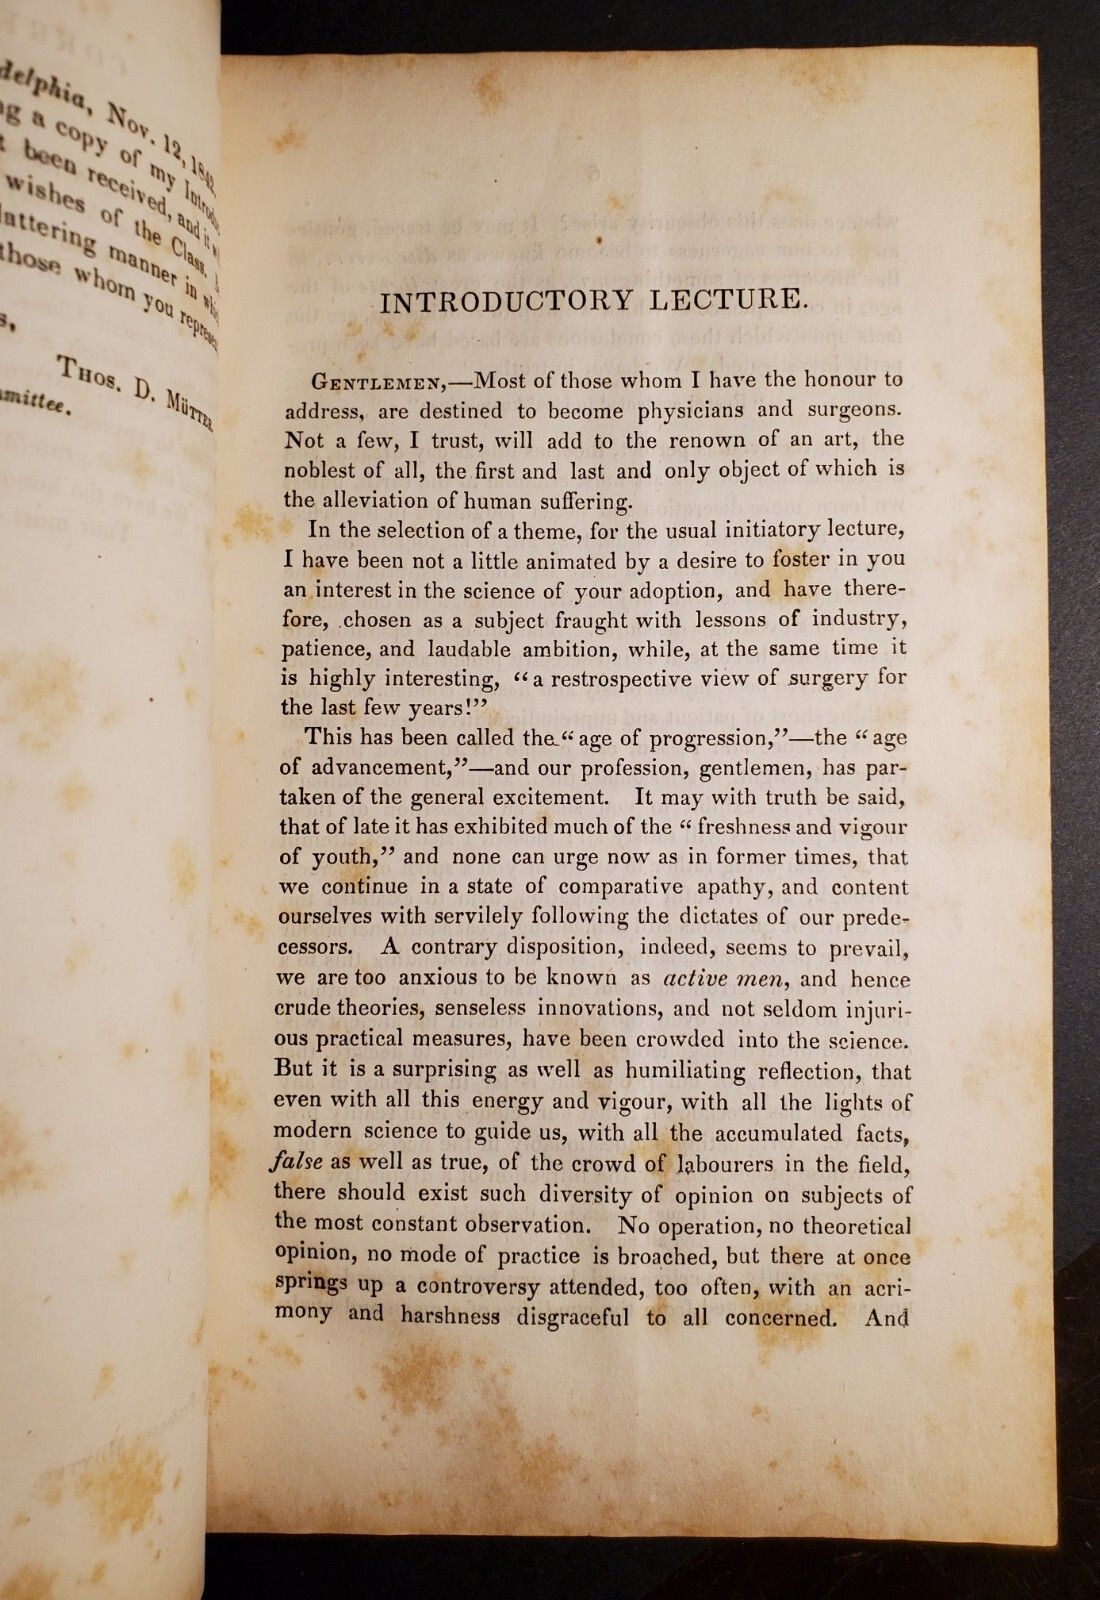 delphia, Nov. 12, 1842.
a copy of my Introdu
been received, and it
wishes of the Class.
lattering manner in which
those whom you represent
Thos. D. Mütter.
mmittee.
INTRODUCTORY LECTURE.
Gentlemen,—Most of those whom I have the honour to
address, are destined to become physicians and surgeons.
Not a few, I trust, will add to the renown of an art, the
noblest of all, the first and last and only object of which is
the alleviation of human suffering.
In the selection of a theme, for the usual initiatory lecture,
I have been not a little animated by a desire to foster in you
an interest in the science of your adoption, and have there-
fore, chosen as a subject fraught with lessons of industry,
patience, and laudable ambition, while, at the same time it
is highly interesting, “a restrospective view of surgery for
the last few years!”
This has been called the “age of progression,”—the “age
of advancement,”—and our profession, gentlemen, has par-
taken of the general excitement. It may with truth be said,
that of late it has exhibited much of the “freshness and vigour
of youth,” and none can urge now as in former times, that
we continue in a state of comparative apathy, and content
ourselves with servilely following the dictates of our prede-
cessors. A contrary disposition, indeed, seems to prevail,
we are too anxious to be known as active men, and hence
crude theories, senseless innovations, and not seldom injuri-
ous practical measures, have been crowded into the science.
But it is a surprising as well as humiliating reflection, that
even with all this energy and vigour, with all the lights of
modern science to guide us, with all the accumulated facts,
false as well as true, of the crowd of labourers in the field,
there should exist such diversity of opinion on subjects of
the most constant observation. No operation, no theoretical
opinion, no mode of practice is broached, but there at once
springs up a controversy attended, too often, with an acri-
mony and harshness disgraceful to all concerned. And